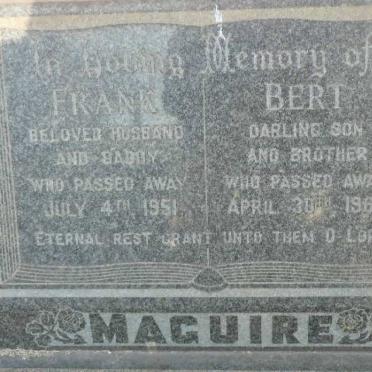 In Loving Memory of
FRANK
BELOVED HUSBAND
AND DADDY
WHO PASSED AWAY
JULY 4TH 1951
BERT
DARLING SON
AND BROTHER
WHO PASSED
APRIL 30TH
ETERNAL REST GRANT UNTO THEM O LORD
MAGUIRE